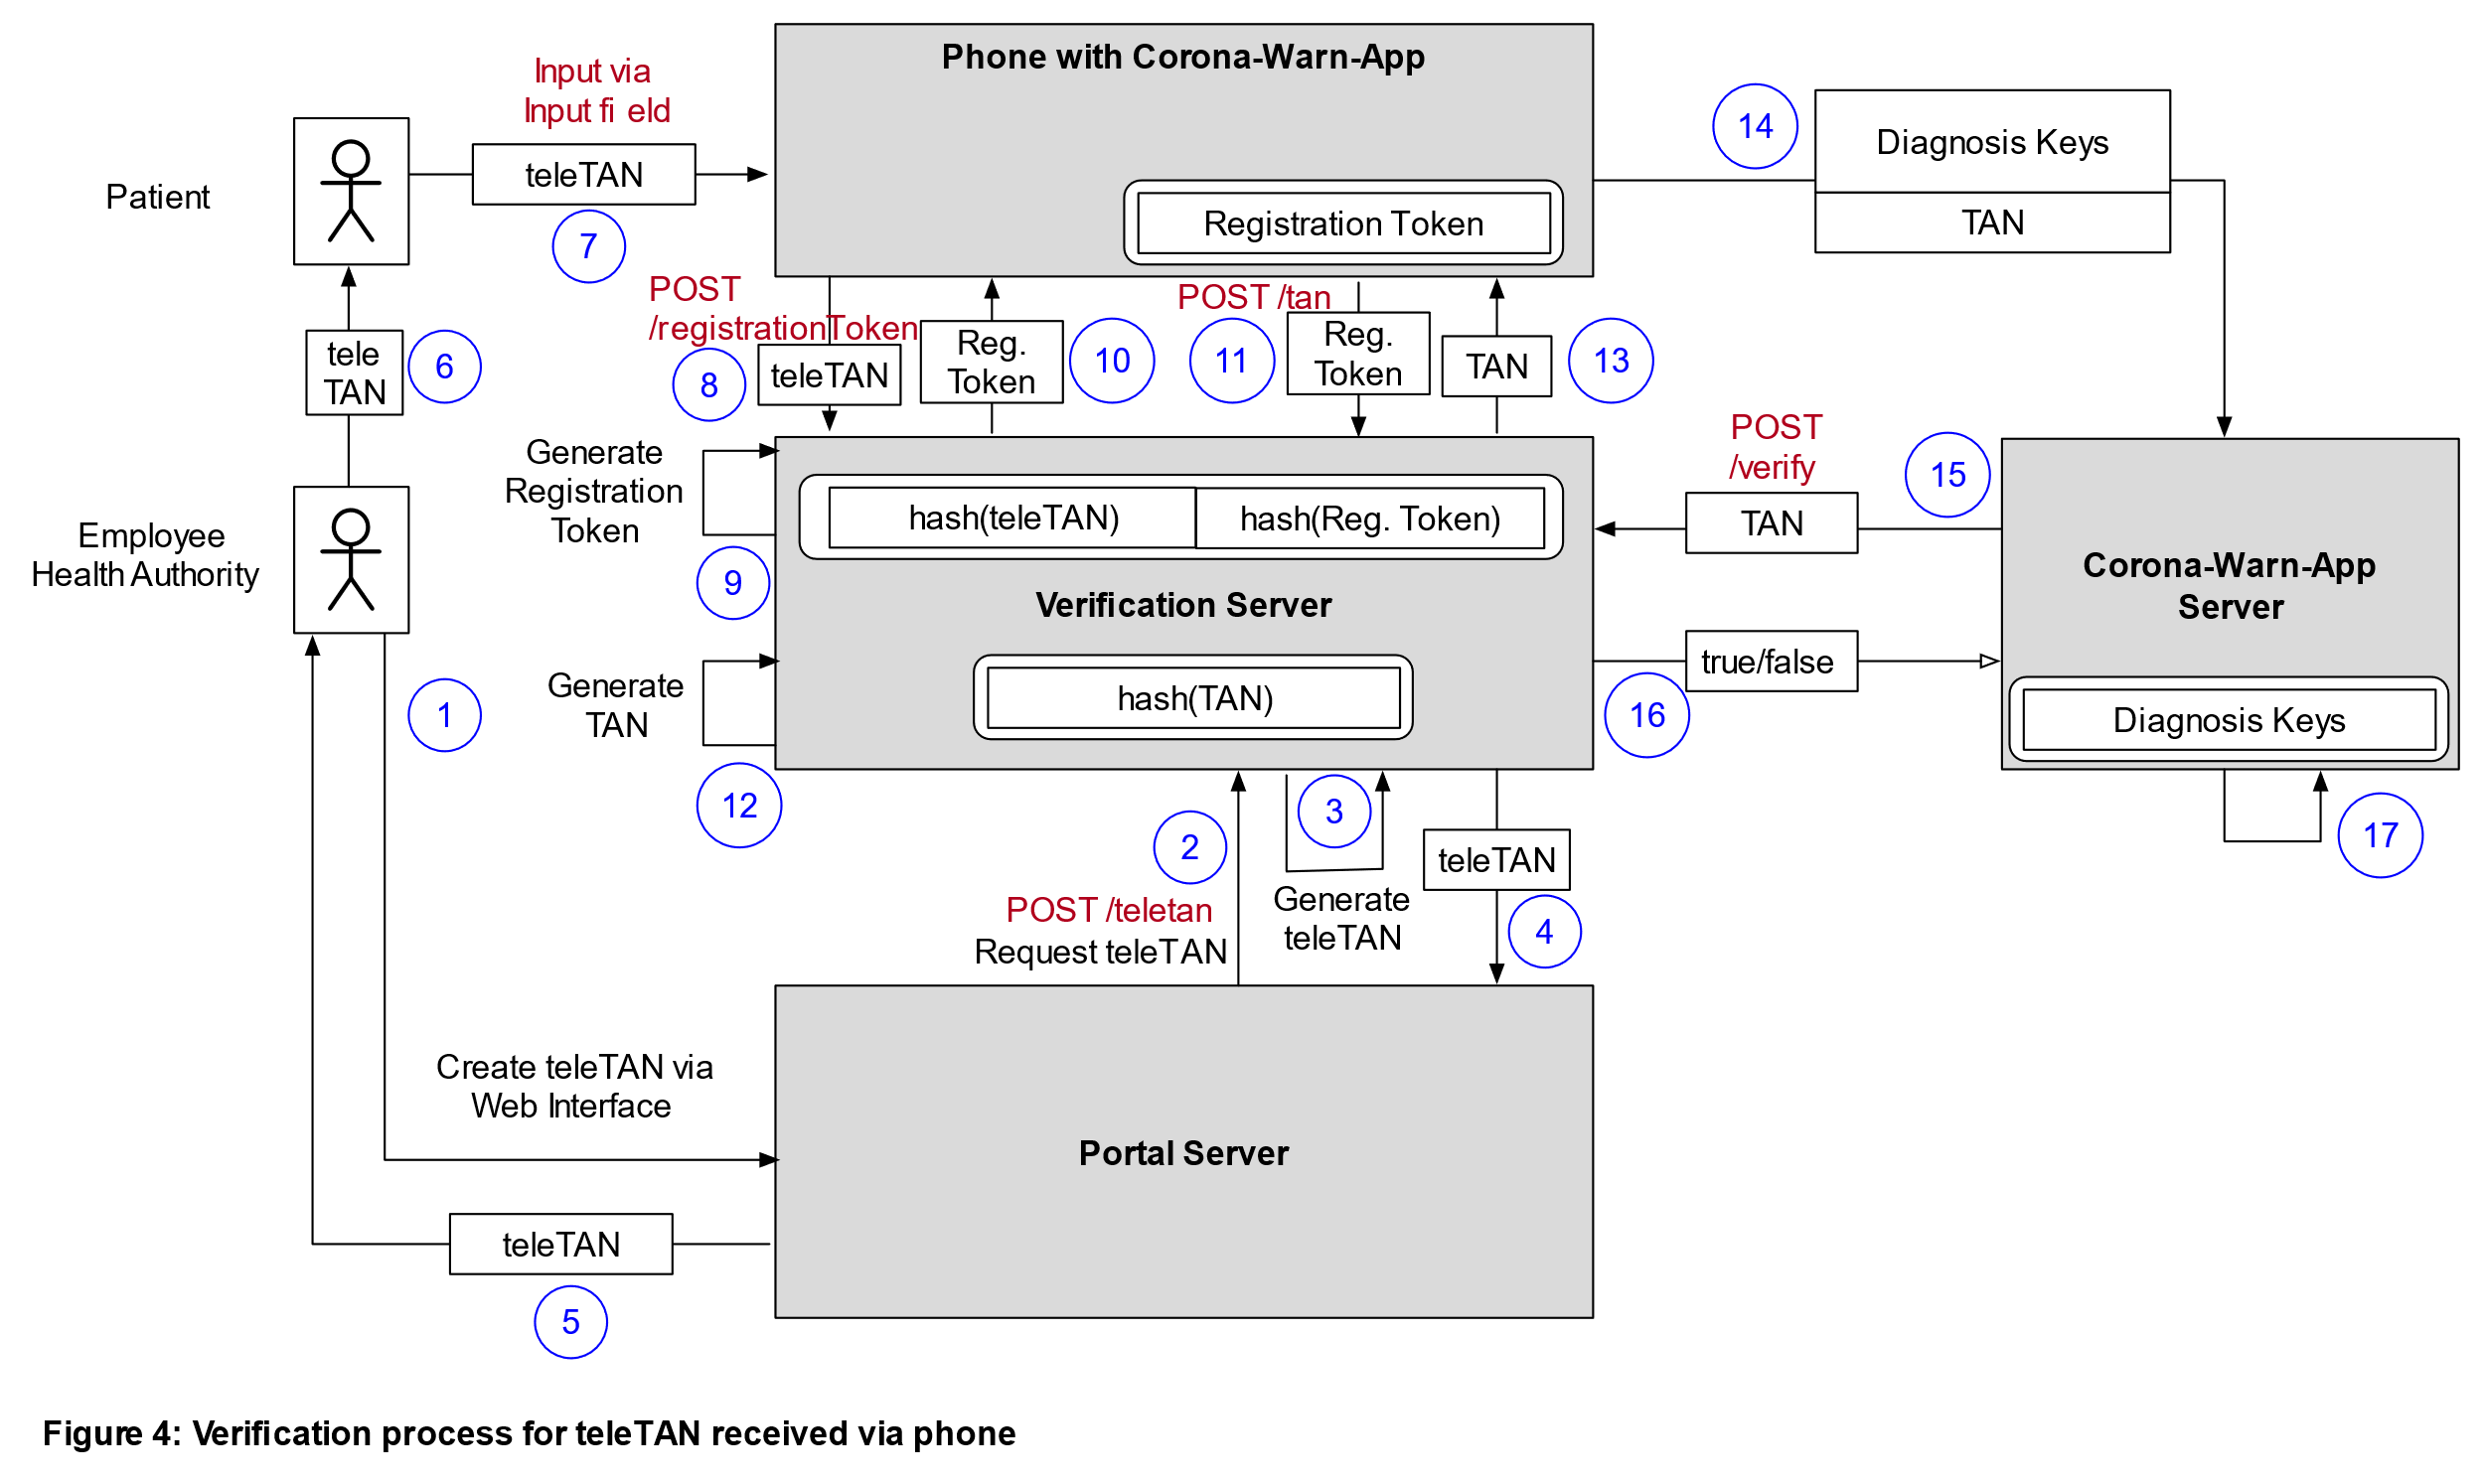 Phone with Corona-Warn-App
Input via
Input fi eld
teleTAN
7
Patient
Registration Token
14
Diagnosis Keys
TAN
tele
TAN
6
POST
/registrationToken
8
teleTAN
Reg.
Token
10
POST /tan
11
Reg.
Token
TAN
13
Employee
Health Authority
Generate
Registration
Token
9
hash(teleTAN)
hash(Reg. Token)
Verification Server
hash(TAN)
Generate
TAN
12
POST
/verify
15
TAN
true/false
16
Corona-Warn-App
Server
Diagnosis Keys
17
1
2
POST /teletan
Request teleTAN
3
Generate
teleTAN
teleTAN
4
Create teleTAN via
Web Interface
Portal Server
teleTAN
5
Figure 4: Verification process for teleTAN received via phone